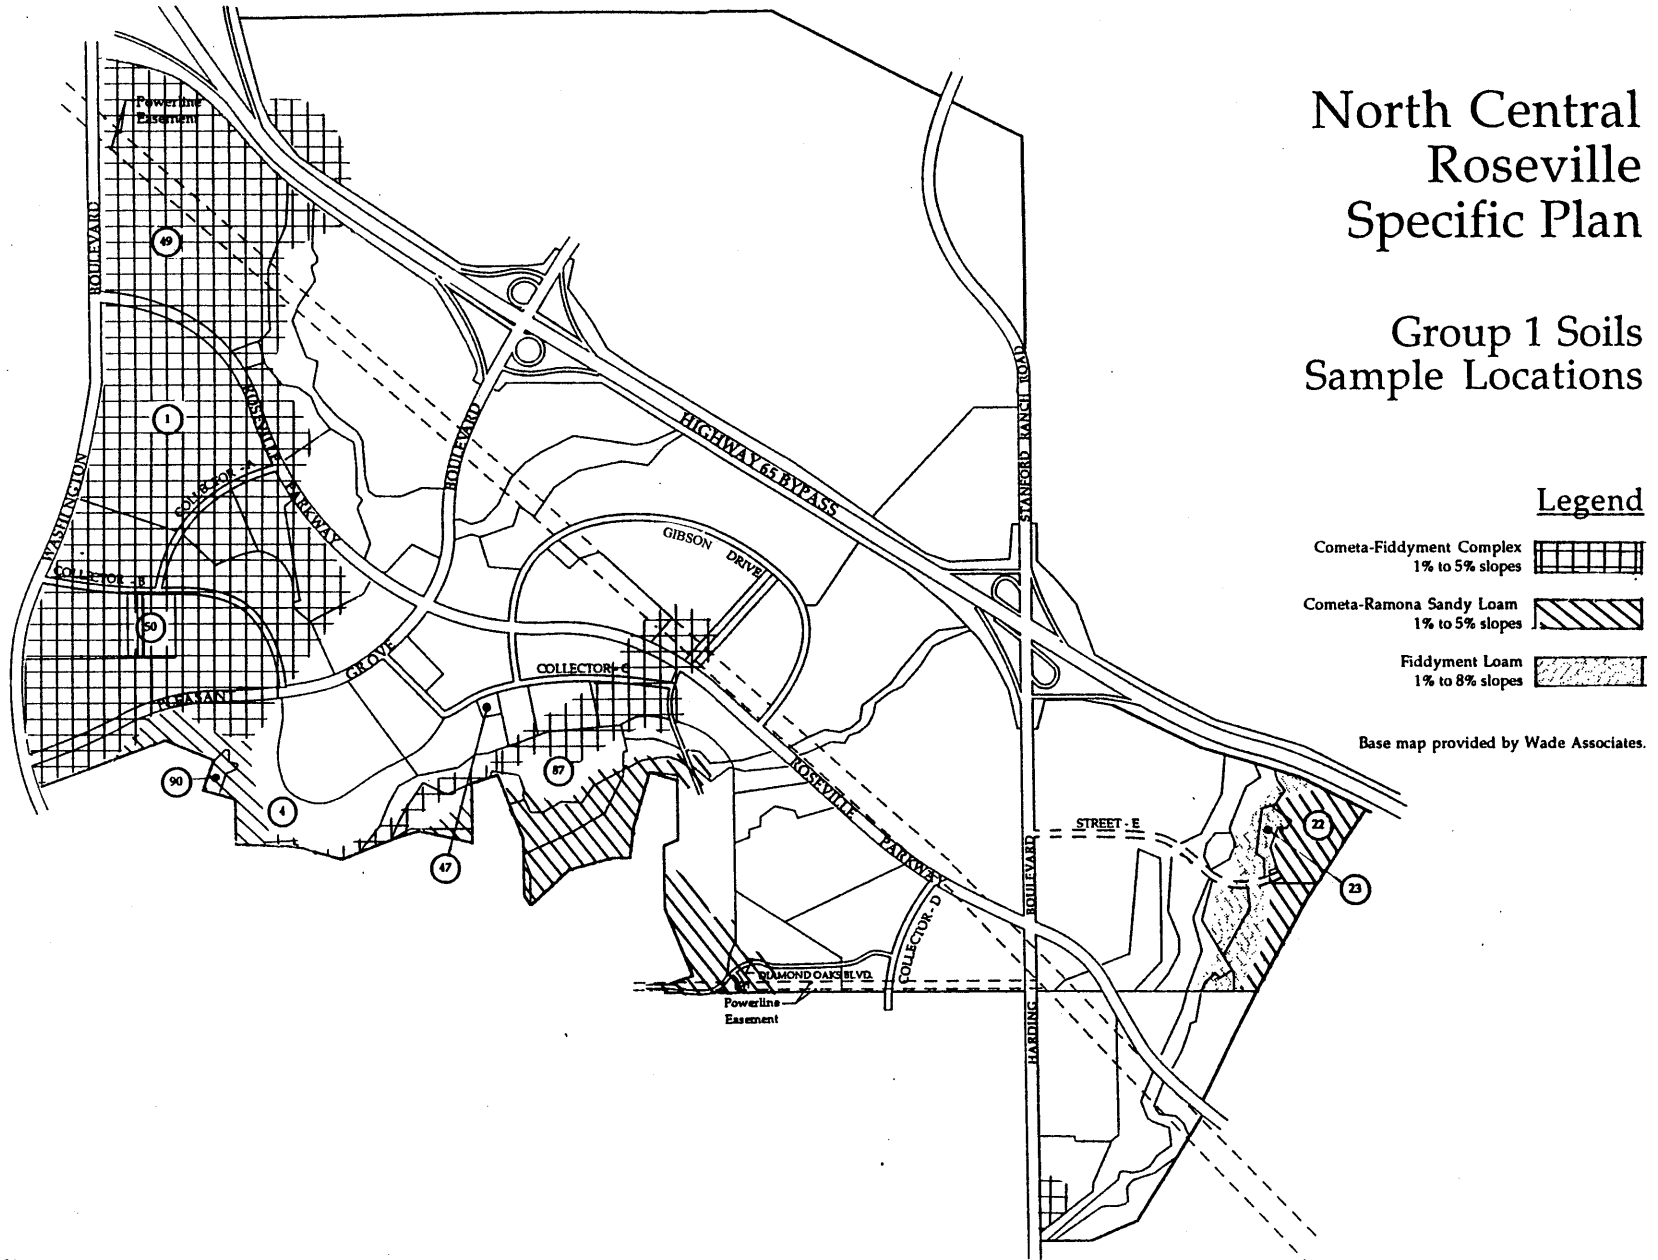 North Central
Roseville
Specific Plan
Group 1 Soils
Sample Locations
Legend
Cometa-Fiddyment Complex
1% to 5% slopes
Cometa-Ramona Sandy Loam
1% to 5% slopes
Fiddyment Loam
1% to 8% slopes
Base map provided by Wade Associates.
Powerline
Easement
BOULEVARD
WASHINGTON
49
1
ROSEVILLE
PARKWAY
COLLECTOR - A
COLLECTOR - B
50
PLEASAN
GROVE
BOULEVARD
HIGHWAY 65 BYPASS
STANFORD RANCH ROAD
GIBSON DRIVE
COLLECTOR - C
90
4
47
87
ROSEVILLE PARKWAY
STREET - E
22
23
BOULEVARD
HARDING
COLLECTOR - D
DIAMOND OAKS BLVD.
Powerline
Easement